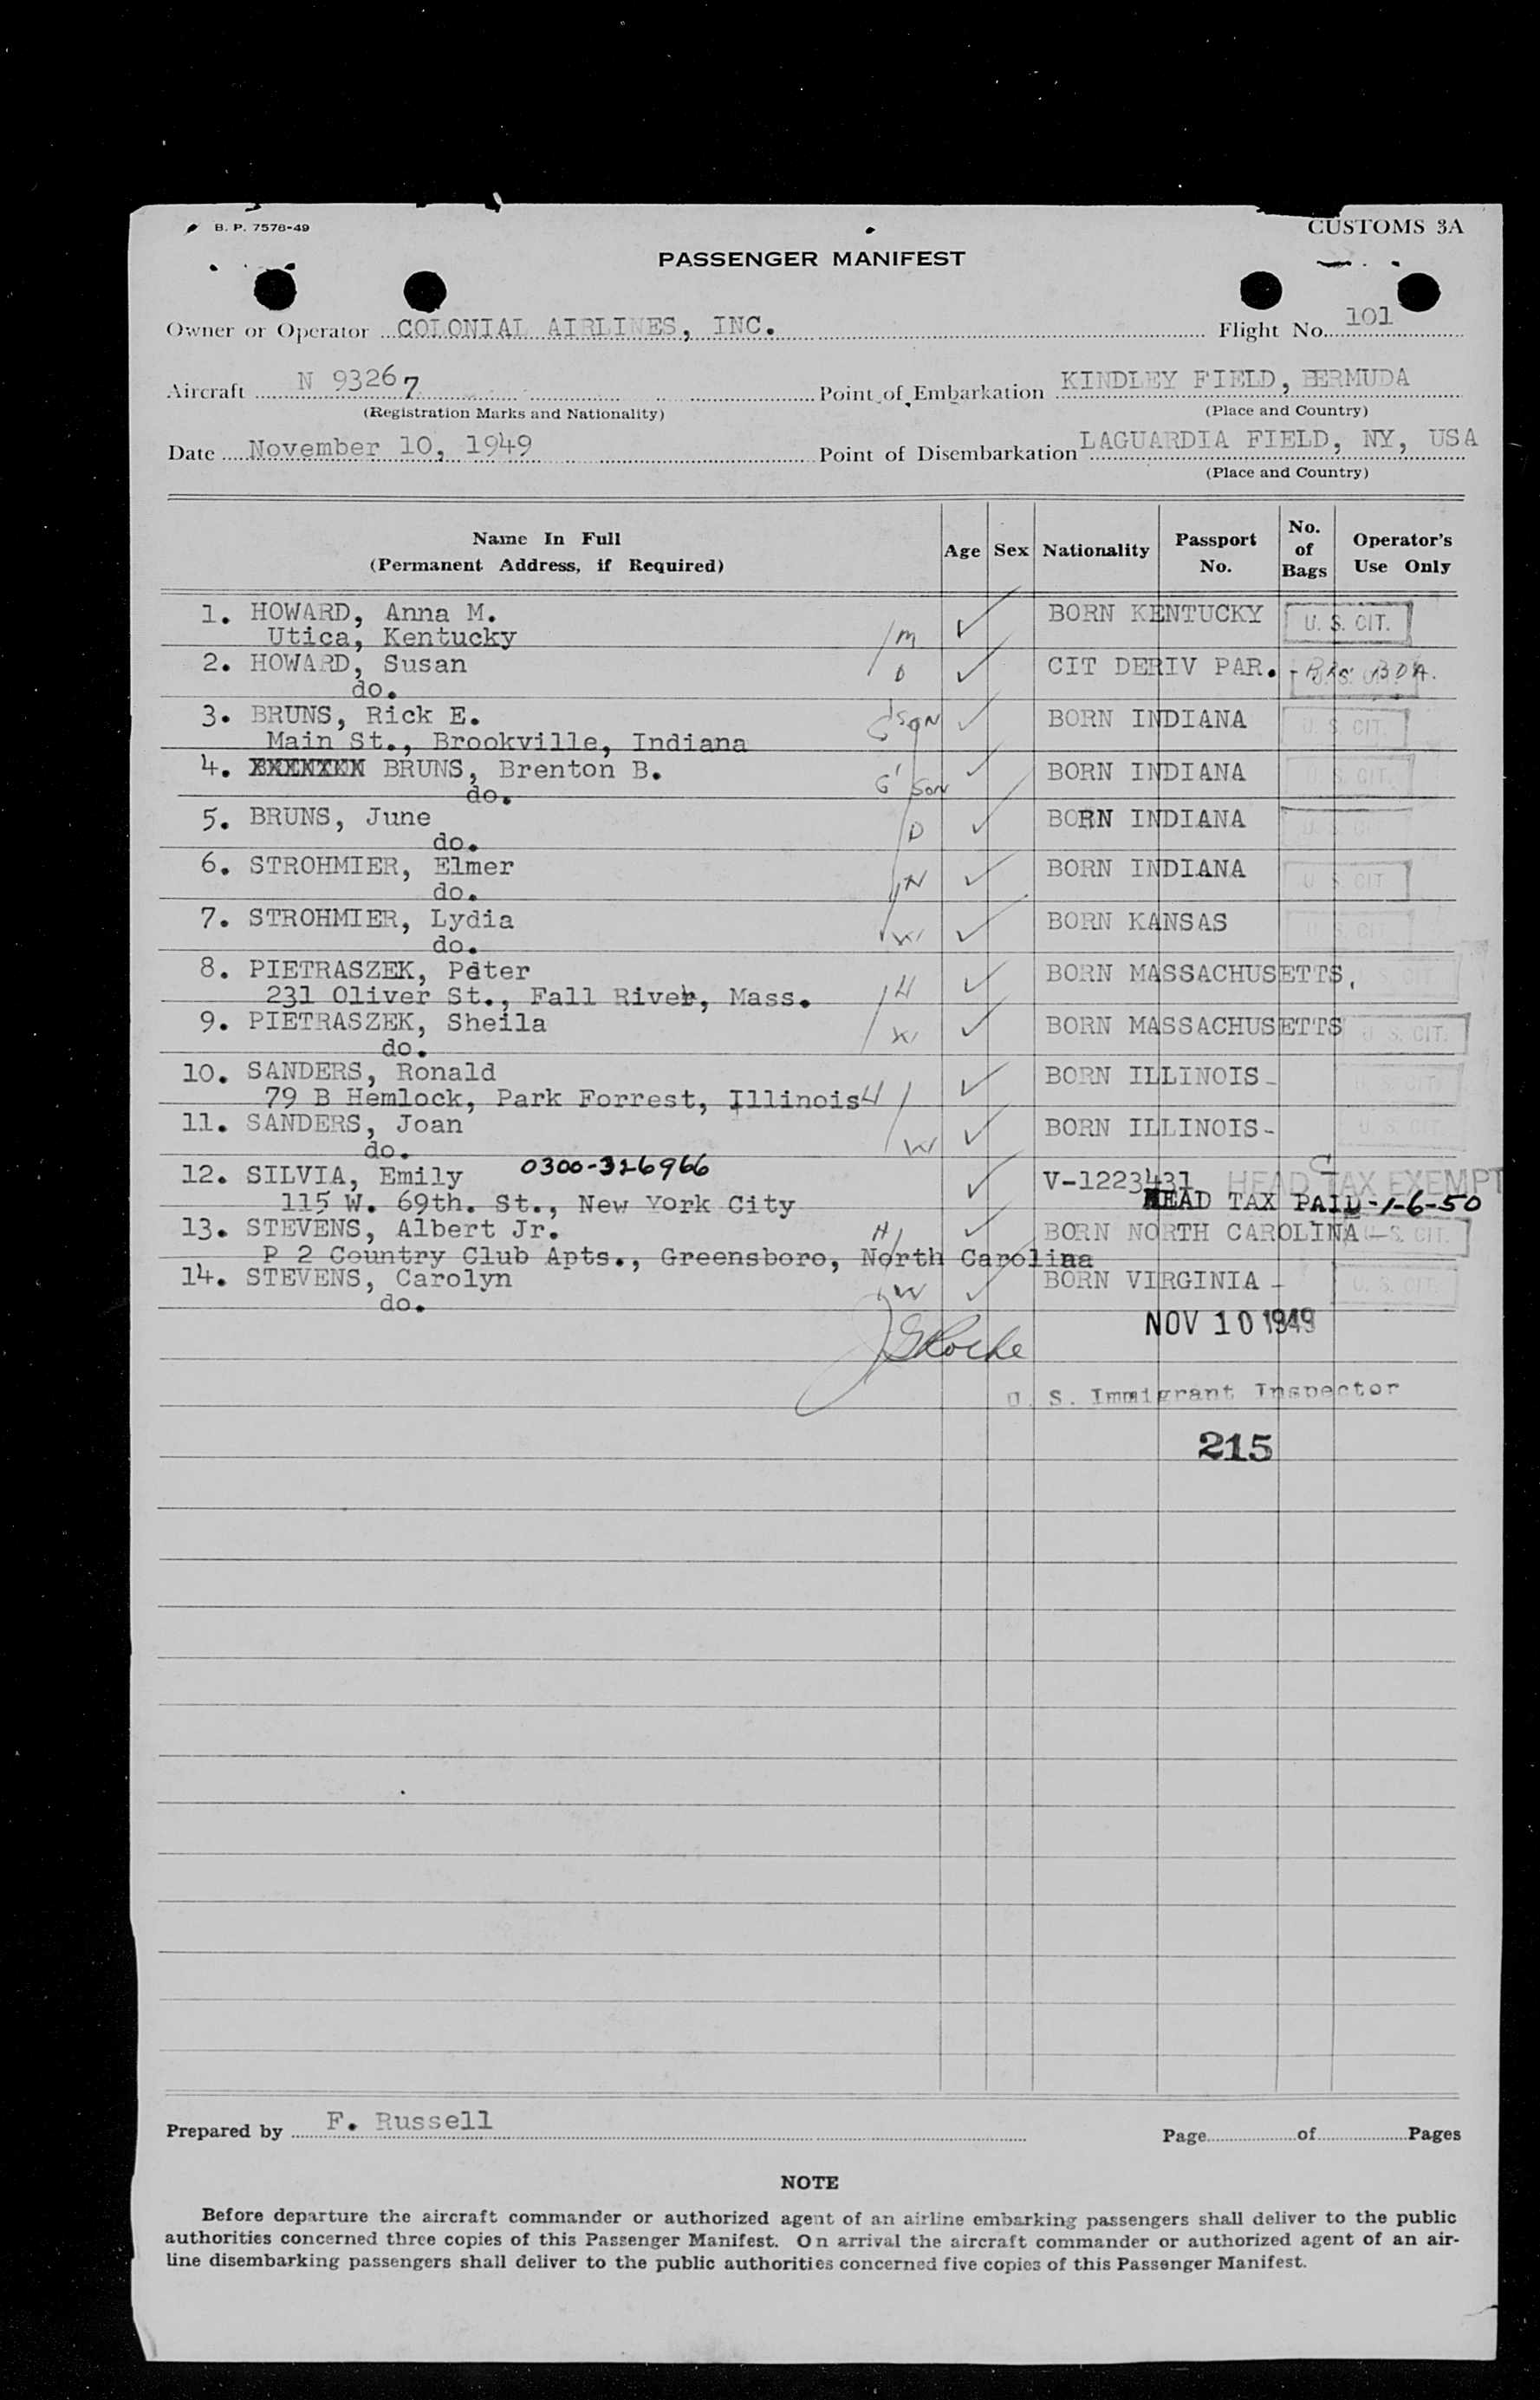 B. P. 7578-49
CUSTOMS 3A
PASSENGER MANIFEST
Owner or Operator COLONIAL AIRLINES, INC. Flight No. 101
Aircraft N 93267 Point of Embarkation KINDLEY FIELD, BERMUDA
(Registration Marks and Nationality) (Place and Country)
Date November 10, 1949 Point of Disembarkation LAGUARDIA FIELD, NY, USA
(Place and Country)
Name In Full (Permanent Address, if Required) Age Sex Nationality Passport No. No. of Bags Operator's Use Only
1. HOWARD, Anna M. BORN KENTUCKY U. S. CIT.
Utica, Kentucky M
2. HOWARD, Susan D CIT DERIV PAR.
do.
3. BRUNS, Rick E. G'son BORN INDIANA U. S. CIT.
Main St., Brookville, Indiana
4. BRUNS, Brenton B. G'son BORN INDIANA U. S. CIT.
do.
5. BRUNS, June D BORN INDIANA U. S. CIT.
do.
6. STROHMIER, Elmer BORN INDIANA U. S. CIT.
do.
7. STROHMIER, Lydia W BORN KANSAS U. S. CIT.
do.
8. PIETRASZEK, Peter BORN MASSACHUSETTS, CIT.
231 Oliver St., Fall River, Mass. H
9. PIETRASZEK, Sheila W BORN MASSACHUSETTS U. S. CIT.
do.
10. SANDERS, Ronald BORN ILLINOIS- U. S. CIT.
79 B Hemlock, Park Forrest, Illinois H
11. SANDERS, Joan W BORN ILLINOIS- U. S. CIT.
do.
12. SILVIA, Emily 0300-326966 V-1223431 HEAD TAX EXEMPT
115 W. 69th. St., New York City HEAD TAX PAID-1-6-50
13. STEVENS, Albert Jr. H BORN NORTH CAROLINA- U. S. CIT.
P 2 Country Club Apts., Greensboro, North Carolina
14. STEVENS, Carolyn W BORN VIRGINIA- U. S. CIT.
do.
NOV 10 1949
U. S. Immigrant Inspector
215
Prepared by F. Russell Page of Pages
NOTE
Before departure the aircraft commander or authorized agent of an airline embarking passengers shall deliver to the public
authorities concerned three copies of this Passenger Manifest. On arrival the aircraft commander or authorized agent of an air-
line disembarking passengers shall deliver to the public authorities concerned five copies of this Passenger Manifest.